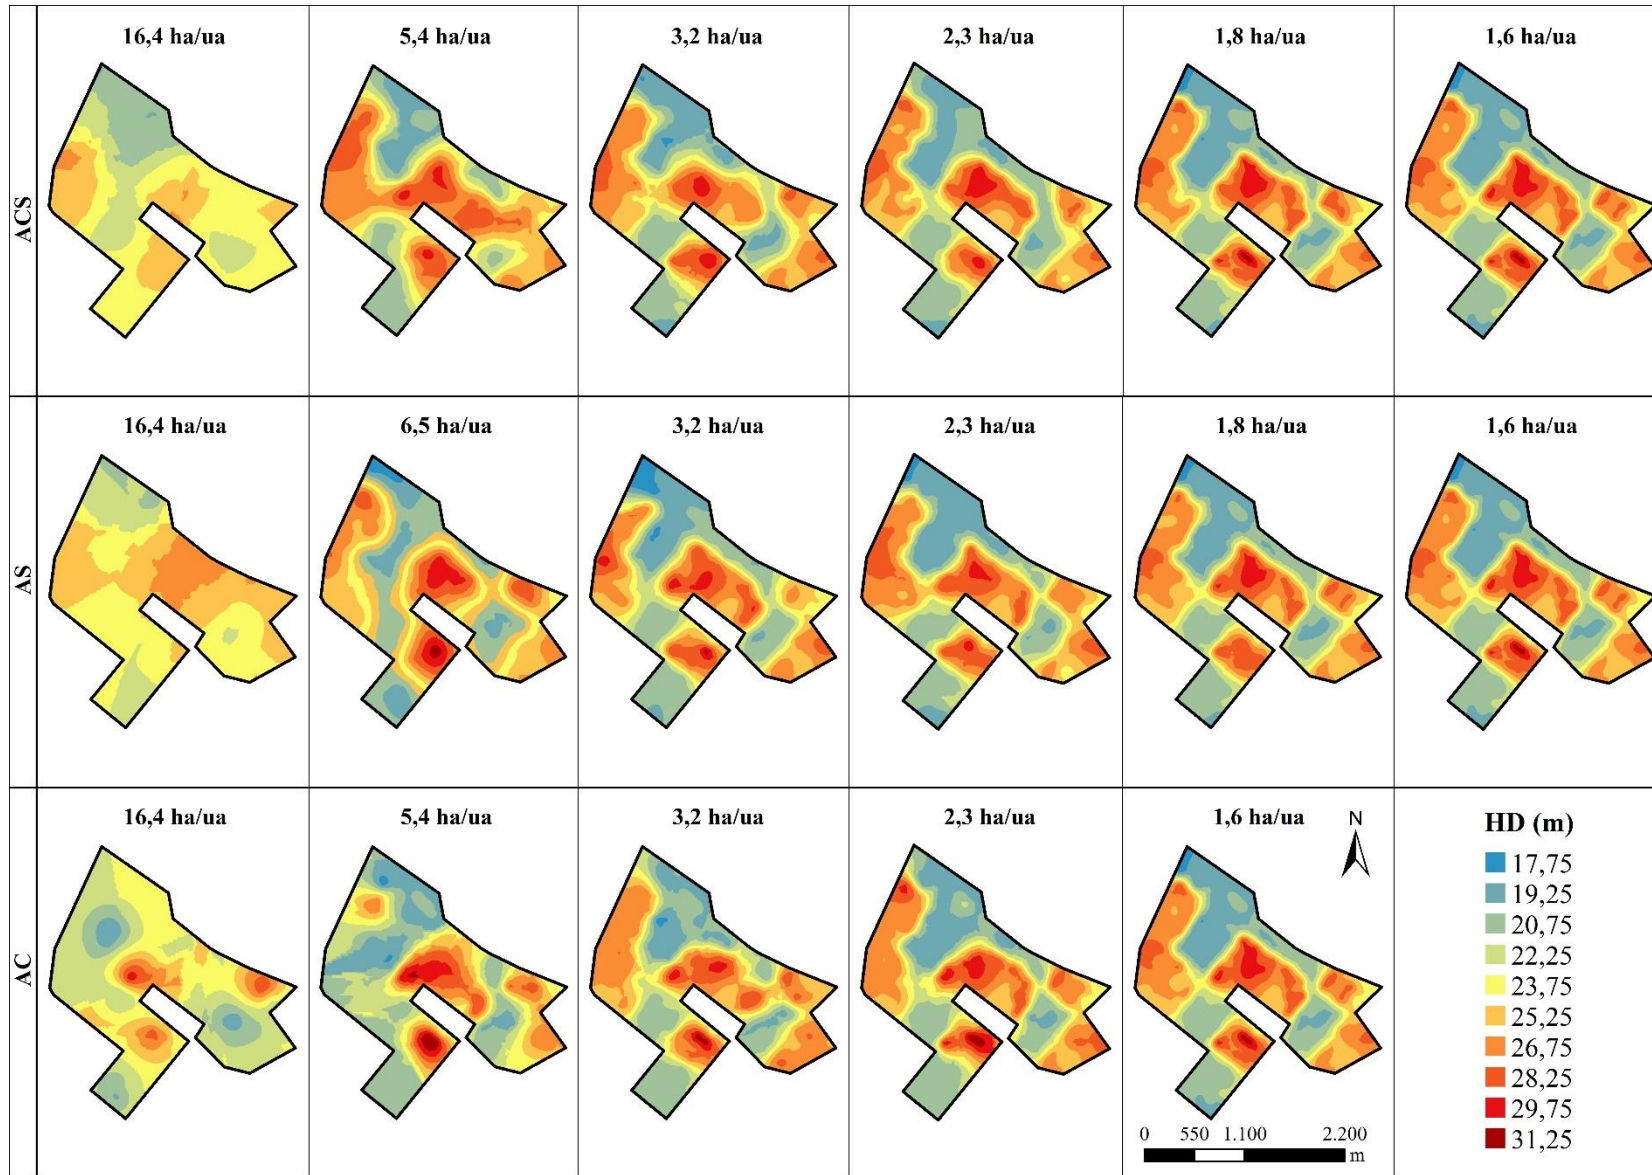 16,4 ha/ua 5,4 ha/ua 3,2 ha/ua 2,3 ha/ua 1,8 ha/ua 1,6 ha/ua
ACS
16,4 ha/ua 6,5 ha/ua 3,2 ha/ua 2,3 ha/ua 1,8 ha/ua 1,6 ha/ua
AS
16,4 ha/ua 5,4 ha/ua 3,2 ha/ua 2,3 ha/ua 1,6 ha/ua
AC
N
0 550 1.100 2.200
m
HD (m)
17,75
19,25
20,75
22,25
23,75
25,25
26,75
28,25
29,75
31,25